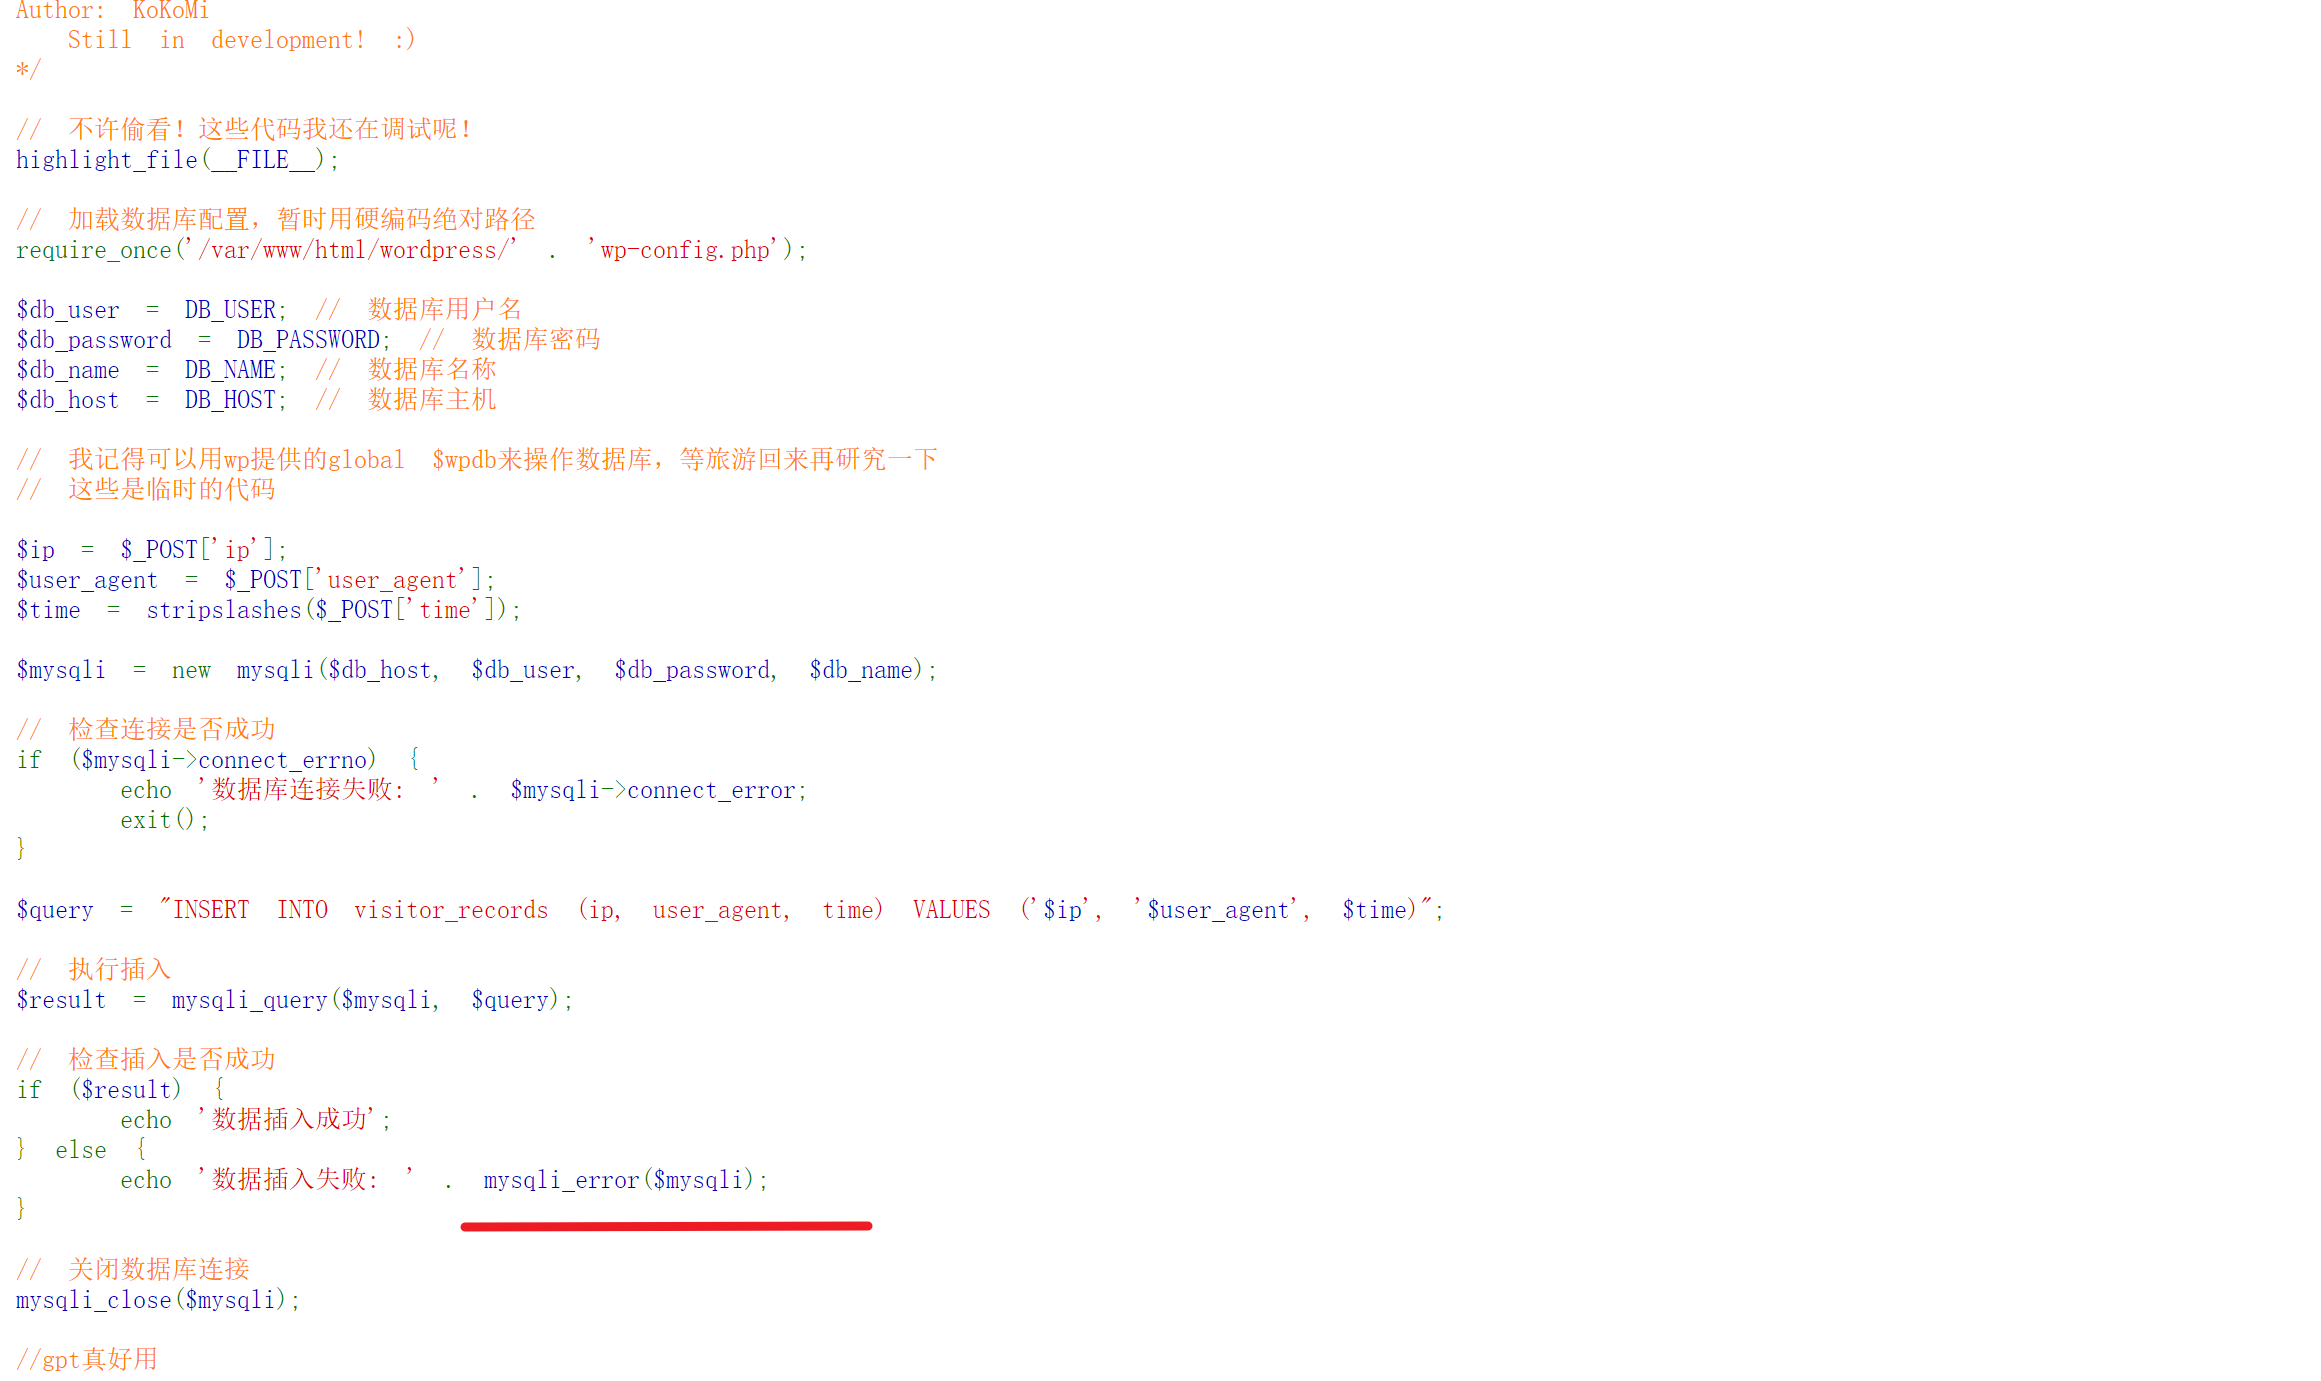 Author: KoKoMi
Still in development! :)
*/
// 不许偷看！这些代码我还在调试呢！
highlight_file(__FILE__);
// 加载数据库配置，暂时用硬编码绝对路径
require_once('/var/www/html/wordpress/' . 'wp-config.php');
$db_user = DB_USER; // 数据库用户名
$db_password = DB_PASSWORD; // 数据库密码
$db_name = DB_NAME; // 数据库名称
$db_host = DB_HOST; // 数据库主机
// 我记得可以用wp提供的global $wpdb来操作数据库，等旅游回来再研究一下
// 这些是临时的代码
$ip = $_POST['ip'];
$user_agent = $_POST['user_agent'];
$time = stripslashes($_POST['time']);
$mysqli = new mysqli($db_host, $db_user, $db_password, $db_name);
// 检查连接是否成功
if ($mysqli->connect_errno) {
echo '数据库连接失败: ' . $mysqli->connect_error;
exit();
}
$query = "INSERT INTO visitor_records (ip, user_agent, time) VALUES ('$ip', '$user_agent', $time)";
// 执行插入
$result = mysqli_query($mysqli, $query);
// 检查插入是否成功
if ($result) {
echo '数据插入成功';
} else {
echo '数据插入失败: ' . mysqli_error($mysqli);
}
// 关闭数据库连接
mysqli_close($mysqli);
//gpt真好用